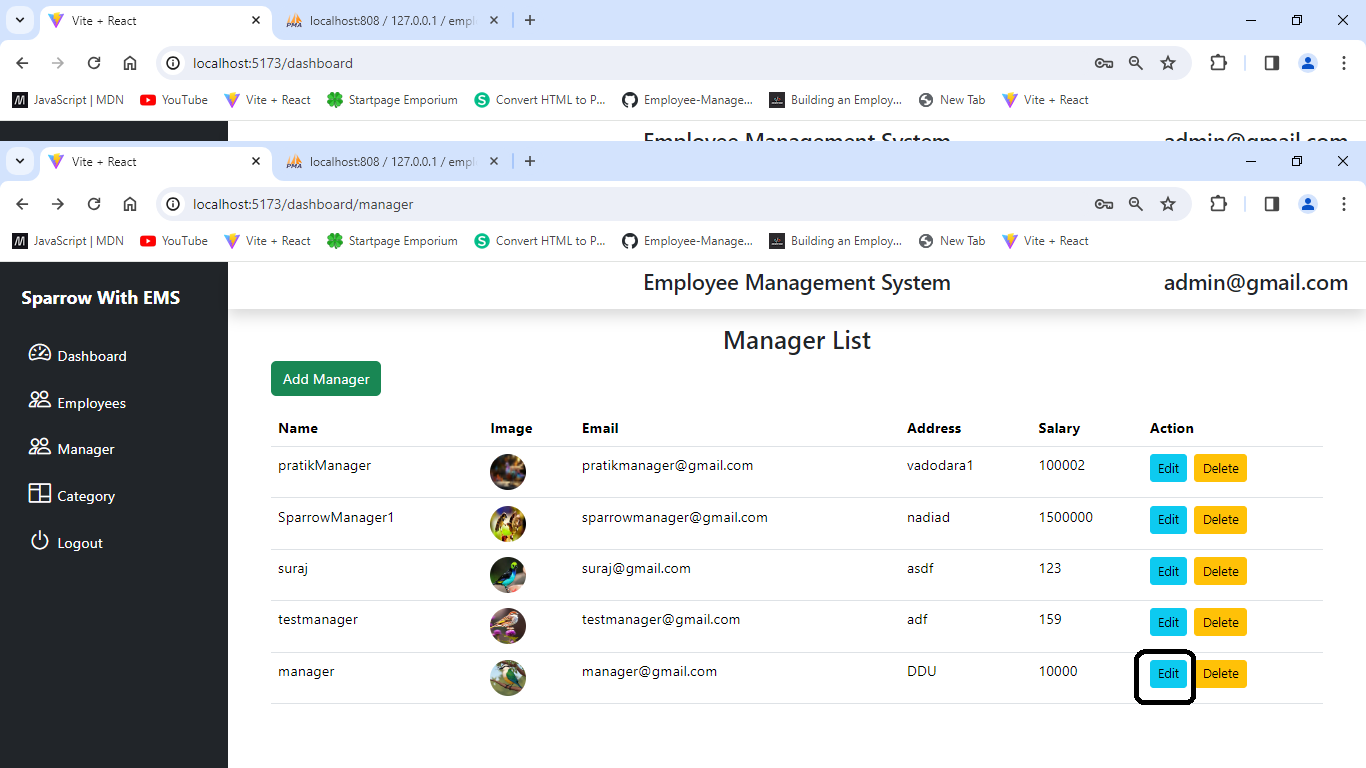 Vite + React
localhost:808 / 127.0.0.1 / empl
localhost:5173/dashboard
JavaScript | MDN YouTube Vite + React Startpage Emporium Convert HTML to P... Employee-Manage... Building an Employ... New Tab Vite + React
Employee Management System admin@gmail.com
Vite + React
localhost:808 / 127.0.0.1 / empl
localhost:5173/dashboard/manager
JavaScript | MDN YouTube Vite + React Startpage Emporium Convert HTML to P... Employee-Manage... Building an Employ... New Tab Vite + React
Sparrow With EMS
Dashboard
Employees
Manager
Category
Logout
Employee Management System admin@gmail.com
Manager List
Add Manager
Name Image Email Address Salary Action
pratikManager pratikmanager@gmail.com vadodara1 100002 Edit Delete
SparrowManager1 sparrowmanager@gmail.com nadiad 1500000 Edit Delete
suraj suraj@gmail.com asdf 123 Edit Delete
testmanager testmanager@gmail.com adf 159 Edit Delete
manager manager@gmail.com DDU 10000 Edit Delete